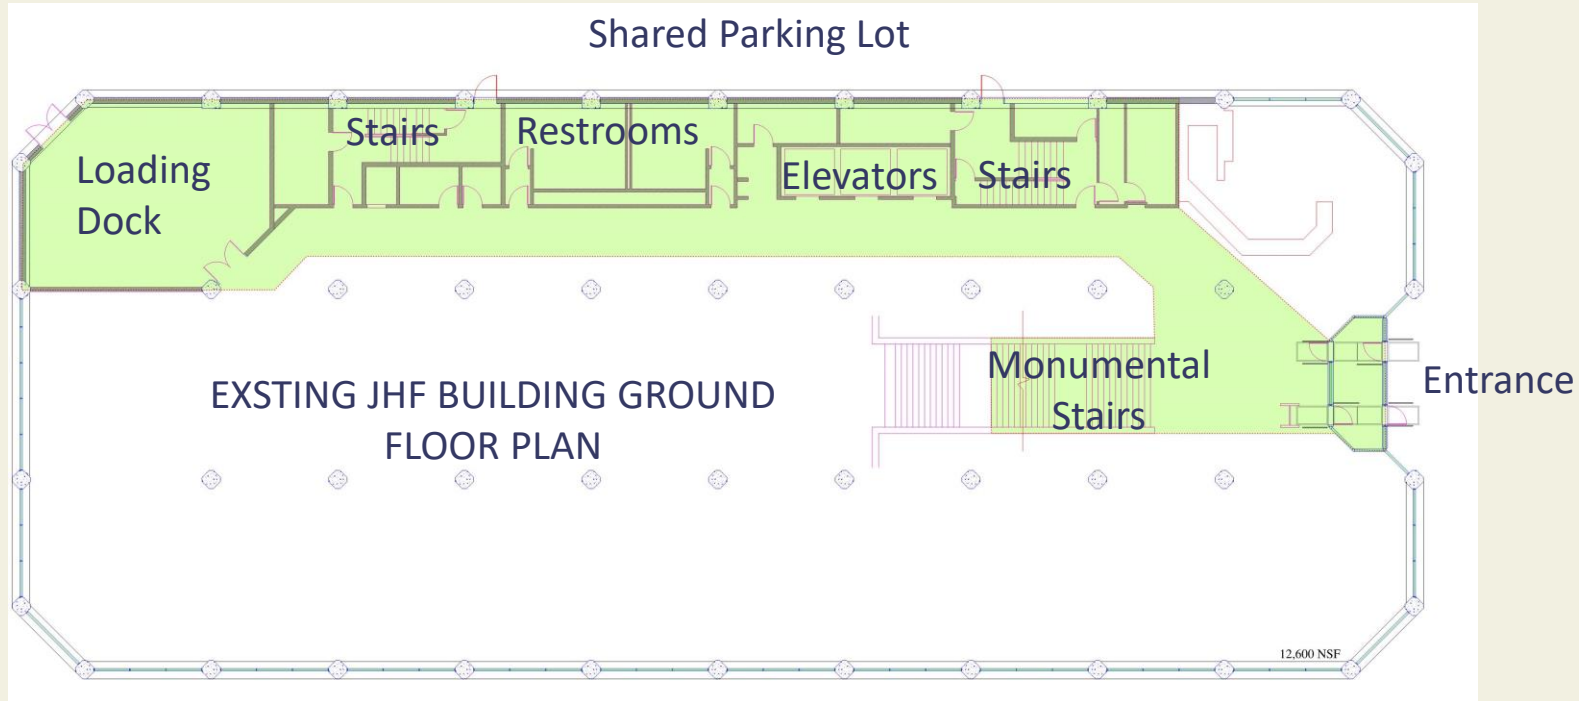 Shared Parking Lot
Stairs
Restrooms
Loading
Dock
Elevators
Stairs
Monumental
Stairs
Entrance
EXSTING JHF BUILDING GROUND
FLOOR PLAN
12,600 NSF